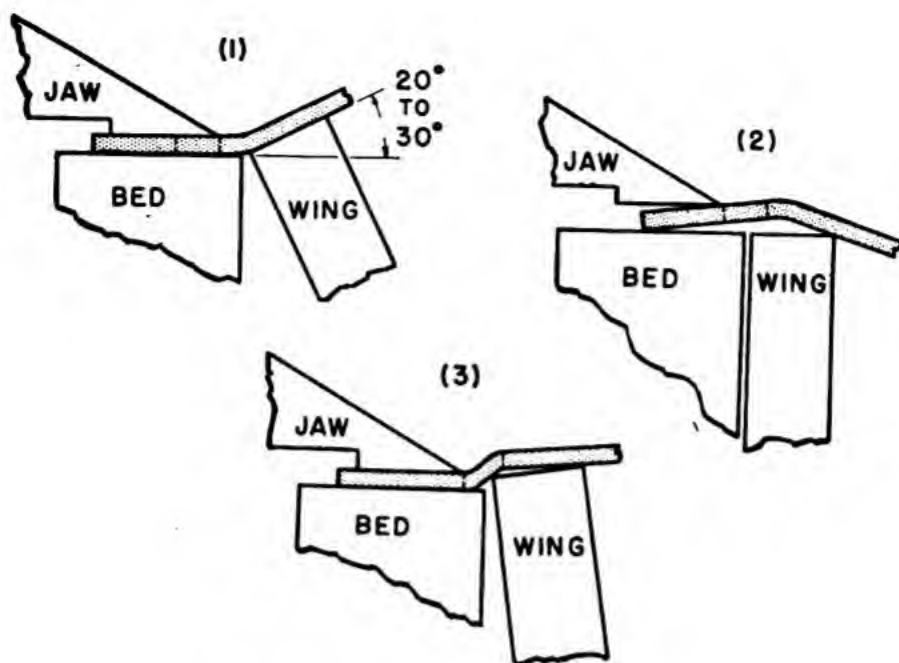 (1)
JAW
20°
TO
30°
BED
WING
(2)
JAW
BED
WING
(3)
JAW
BED
WING